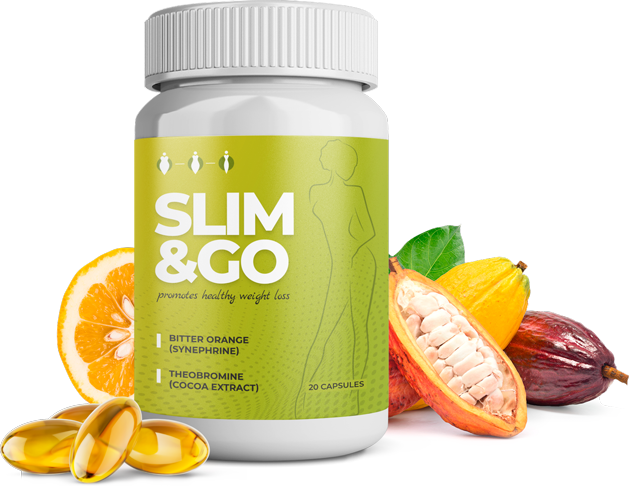 SLIM
&GO
promotes healthy weight loss
BITTER ORANGE
(SYNEPHRINE)
THEOBROMINE
(COCOA EXTRACT)
20 CAPSULES